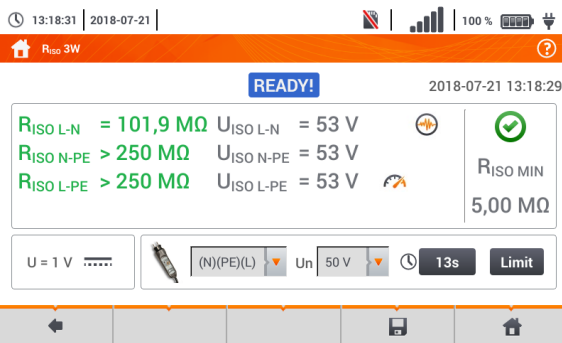 13:18:31 2018-07-21 100 %
RISO 3W ?
READY! 2018-07-21 13:18:29
RISO L-N = 101,9 MΩ UISO L-N = 53 V
RISO N-PE > 250 MΩ UISO N-PE = 53 V
RISO L-PE > 250 MΩ UISO L-PE = 53 V
RISO MIN
5,00 MΩ
U = 1 V (N)(PE)(L) Un 50 V 13s Limit